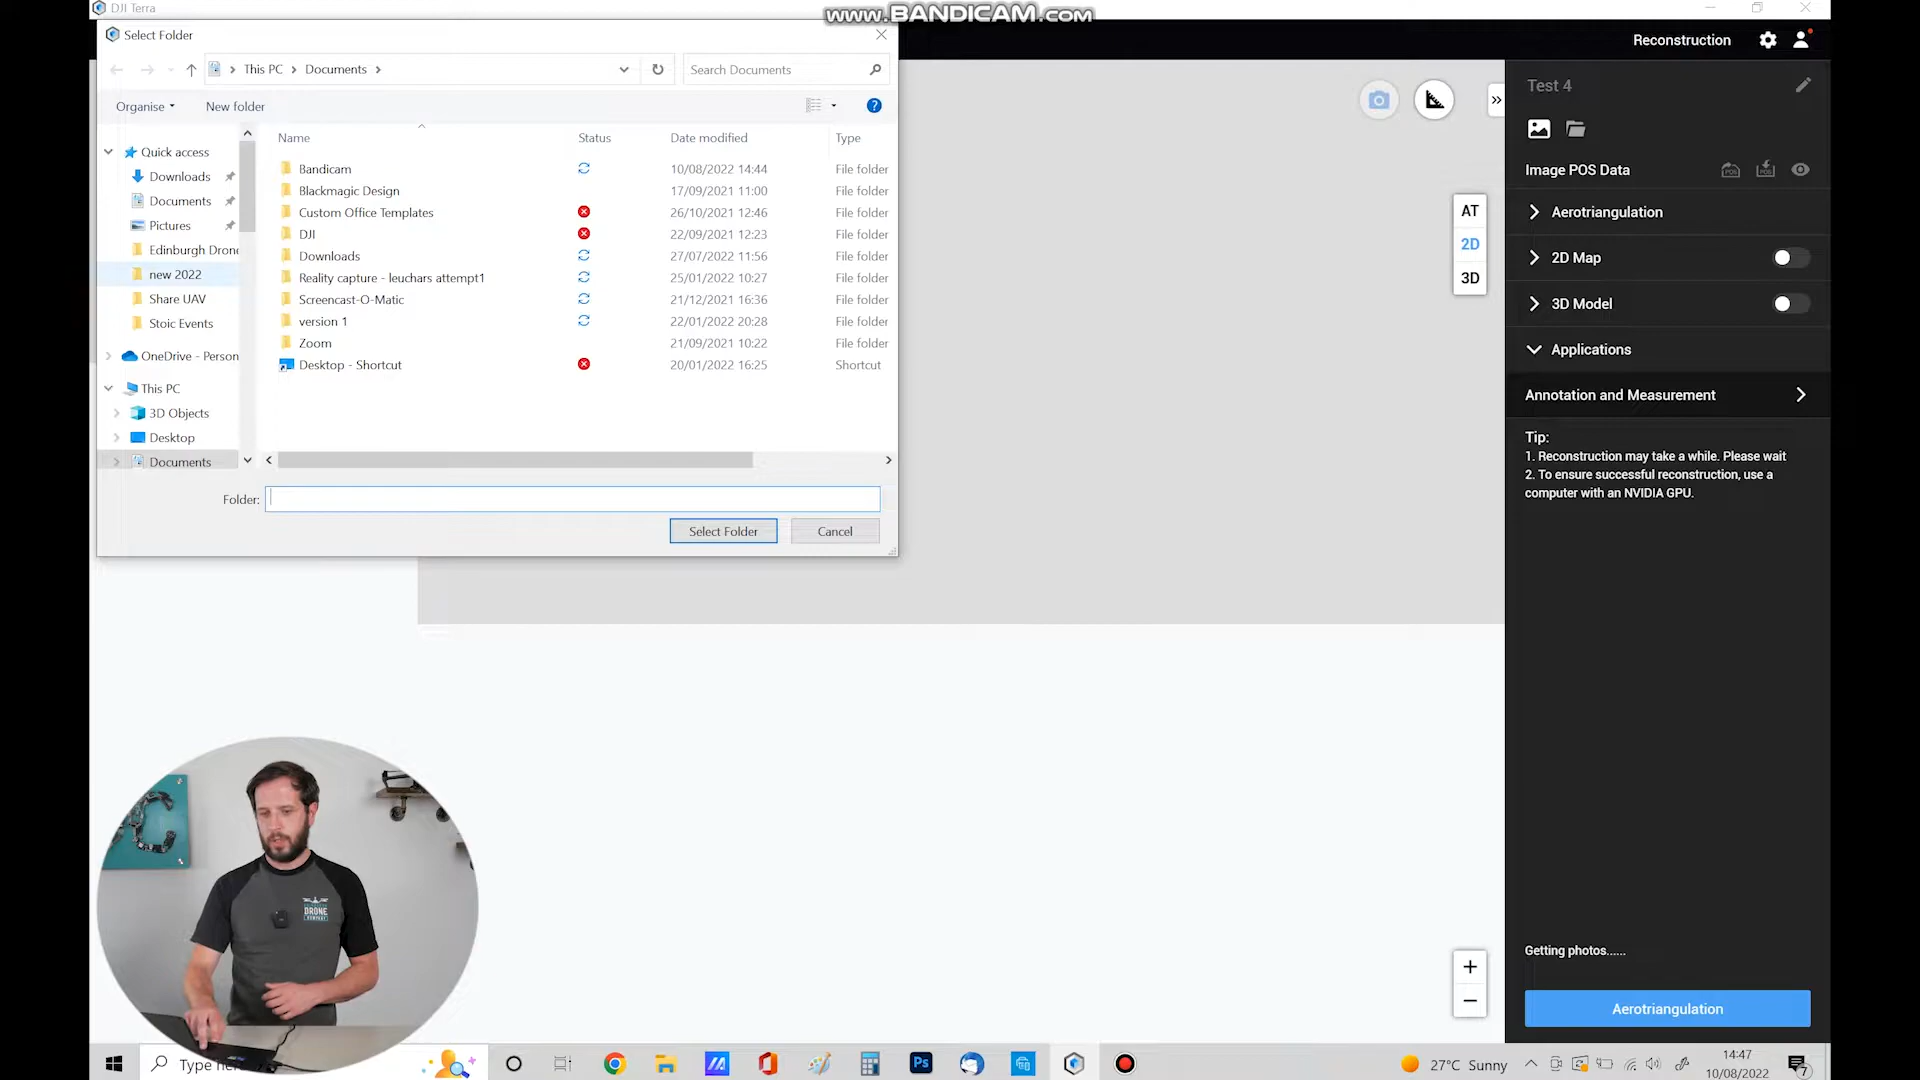 DJI Terra
www.BANDICAM.com
Select Folder
This PC
Documents
Search Documents
Organise
New folder
Name
Status
Date modified
Type
Quick access
Downloads
Documents
Pictures
Edinburgh Drone
new 2022
Share UAV
Stoic Events
OneDrive - Person
This PC
3D Objects
Desktop
Documents
Bandicam
10/08/2022 14:44
File folder
Blackmagic Design
17/09/2021 11:00
File folder
Custom Office Templates
26/10/2021 12:46
File folder
DJI
22/09/2021 12:23
File folder
Downloads
27/07/2022 11:56
File folder
Reality capture - leuchars attempt1
25/01/2022 10:27
File folder
Screencast-O-Matic
21/12/2021 16:36
File folder
version 1
22/01/2022 20:28
File folder
Zoom
21/09/2021 10:22
File folder
Desktop - Shortcut
20/01/2022 16:25
Shortcut
Folder:
Select Folder
Cancel
AT
2D
3D
Reconstruction
Test 4
Image POS Data
Aerotriangulation
2D Map
3D Model
Applications
Annotation and Measurement
Tip:
1. Reconstruction may take a while. Please wait
2. To ensure successful reconstruction, use a
computer with an NVIDIA GPU.
Getting photos......
Aerotriangulation
DRONE
COMPANY
Type here
Ps
27°C Sunny
14:47
10/08/2022
7